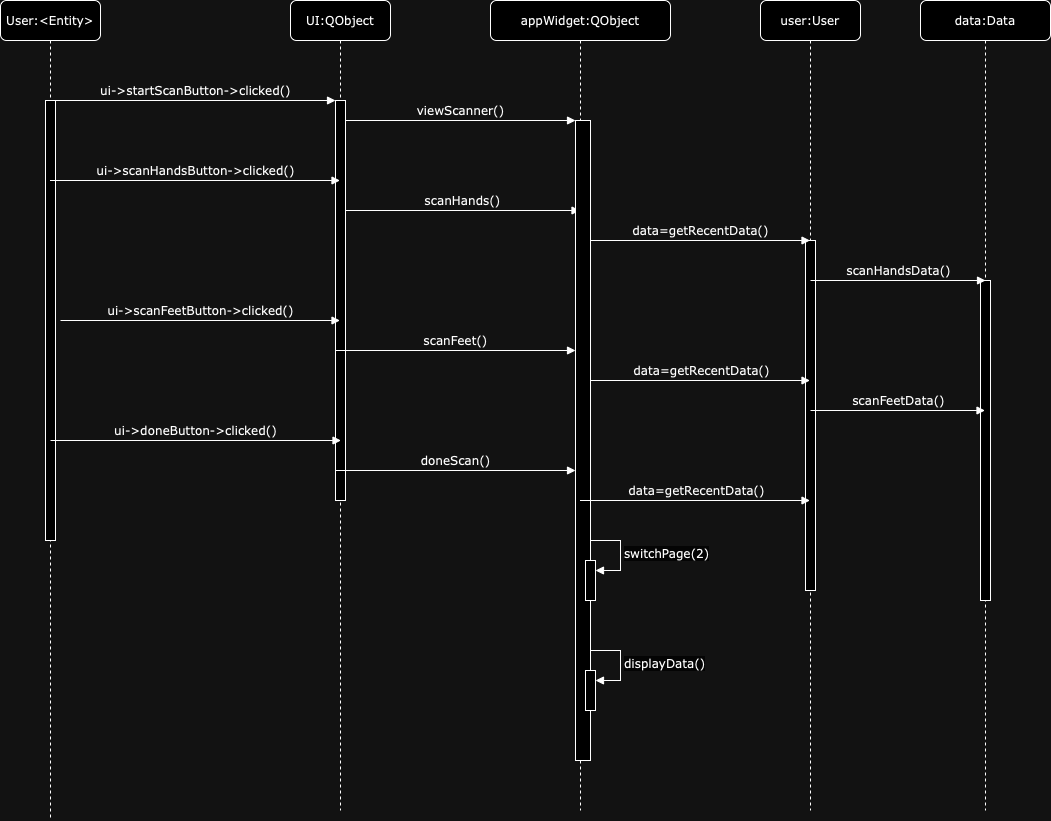 User:<Entity>
UI:QObject
appWidget:QObject
user:User
data:Data
ui->startScanButton->clicked()
viewScanner()
ui->scanHandsButton->clicked()
scanHands()
data=getRecentData()
scanHandsData()
ui->scanFeetButton->clicked()
scanFeet()
data=getRecentData()
scanFeetData()
ui->doneButton->clicked()
doneScan()
data=getRecentData()
switchPage(2)
displayData()